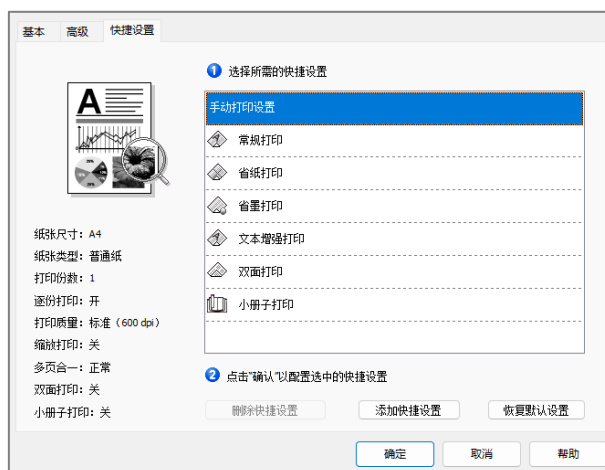 基本 高级 快捷设置
1 选择所需的快捷设置
手动打印设置
常规打印
省纸打印
省墨打印
文本增强打印
双面打印
小册子打印
A
纸张尺寸：A4
纸张类型：普通纸
打印份数：1
逐份打印：开
打印质量：标准（600 dpi）
缩放打印：关
多页合一：正常
双面打印：关
小册子打印：关
2 点击“确认”以配置选中的快捷设置
删除快捷设置 添加快捷设置 恢复默认设置
确定 取消 帮助